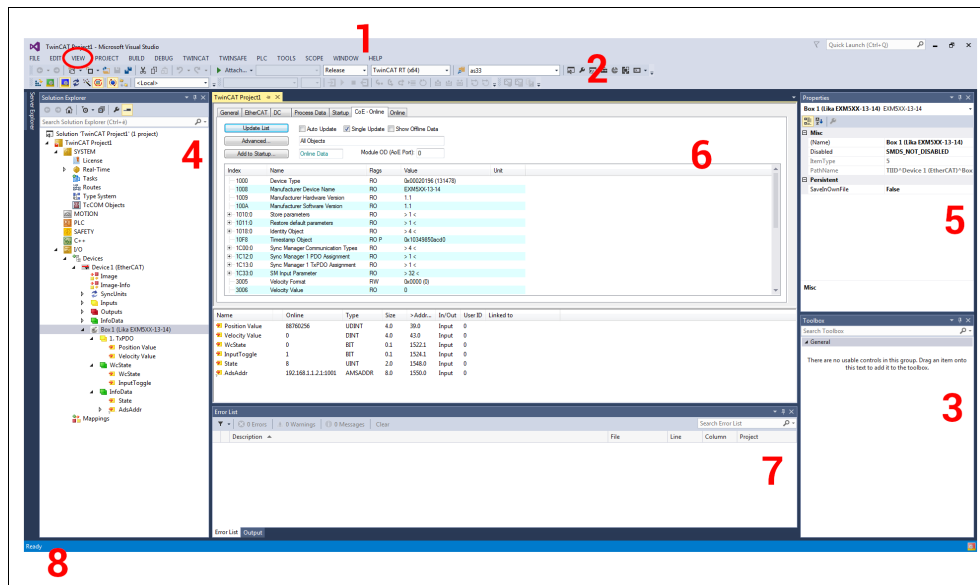 1
TwinCAT Project1 - Microsoft Visual Studio
Quick Launch (Ctrl+Q)
FILE EDIT VIEW PROJECT BUILD DEBUG TWINCAT TWINSAFE PLC TOOLS SCOPE WINDOW HELP
Attach... Release TwinCAT RT (x64) as33
2
<Local>
Server Explorer
Solution Explorer
Search Solution Explorer (Ctrl+è)
Solution 'TwinCAT Project1' (1 project)
TwinCAT Project1
SYSTEM
License
Real-Time
Tasks
Routes
Type System
TcCOM Objects
MOTION
PLC
SAFETY
C++
I/O
Devices
Device 1 (EtherCAT)
Image
Image-Info
SyncUnits
Inputs
Outputs
InfoData
Box 1 (Lika EXM5XX-13-14)
1. TxPDO
Position Value
Velocity Value
WcState
WcState
InputToggle
InfoData
State
AdsAddr
Mappings
4
TwinCAT Project1
General EtherCAT DC Process Data Startup CoE - Online Online
Update List Auto Update Single Update Show Offline Data
Advanced... All Objects
Add to Startup... Online Data Module OD (AoE Port): 0
6
Index Name Flags Value Unit
1000 Device Type RO 0x00020196 (131478)
1008 Manufacturer Device Name RO EXM5XX-13-14
1009 Manufacturer Hardware Version RO 1.1
100A Manufacturer Software Version RO 1.1
1010:0 Store parameters RO > 1 <
1011:0 Restore default parameters RO > 1 <
1018:0 Identity Object RO > 4 <
10F8 Timestamp Object RO P 0x10349850acd0
1C00:0 Sync Manager Communication Types RO > 4 <
1C12:0 Sync Manager 1 PDO Assignment RO > 1 <
1C13:0 Sync Manager 1 TxPDO Assignment RO > 1 <
1C33:0 SM Input Parameter RO > 32 <
3005 Velocity Format RW 0x0000 (0)
3006 Velocity Value RO 0
Name Online Type Size >Addr... In/Out User ID Linked to
Position Value 88760256 UDINT 4.0 39.0 Input 0
Velocity Value 0 DINT 4.0 43.0 Input 0
WcState 0 BIT 0.1 1522.1 Input 0
InputToggle 1 BIT 0.1 1524.1 Input 0
State 8 UINT 2.0 1548.0 Input 0
AdsAddr 192.168.1.1.2.1:1001 AMSADDR 8.0 1550.0 Input 0
Error List
0 Errors 0 Warnings 0 Messages Clear Search Error List
Description File Line Column Project
7
Error List Output
Properties
Box 1 (Lika EXM5XX-13-14) EXM5XX-13-14
Misc
(Name) Box 1 (Lika EXM5XX-13-14)
Disabled SMDS_NOT_DISABLED
ItemType 5
PathName TIID^Device 1 (EtherCAT)^Box
Persistent
SaveInOwnFile False
5
Misc
Toolbox
Search Toolbox
General
There are no usable controls in this group. Drag an item onto
this text to add it to the toolbox.
3
Ready
8